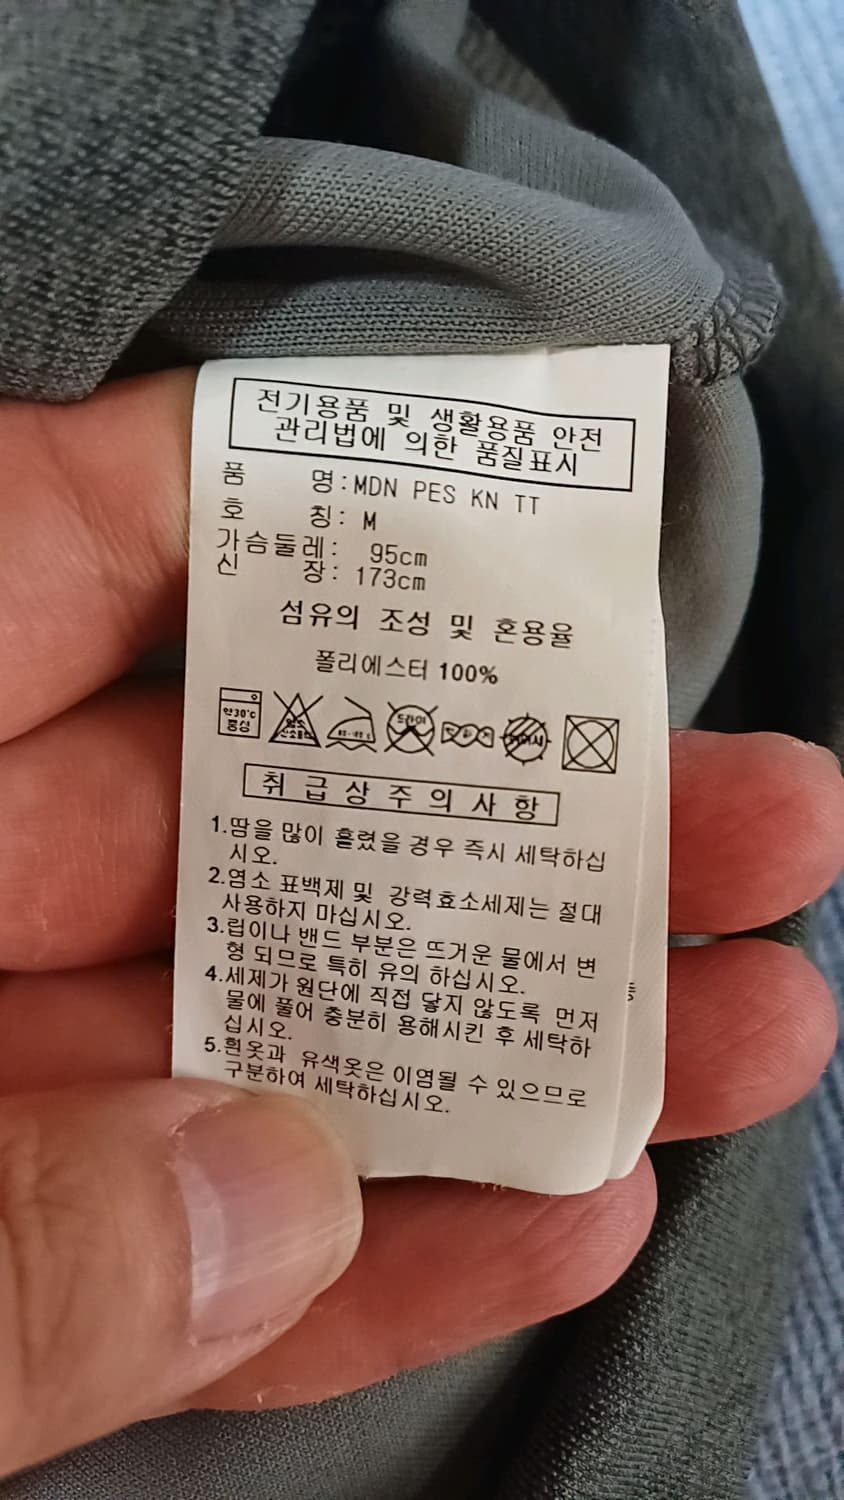 전기용품 및 생활용품 안전
관리법에 의한 품질표시
품 명:MDN PES KN TT
호 칭: M
가슴둘레: 95cm
신 장: 173cm
섬유의 조성 및 혼용율
폴리에스터 100%
약30℃
중성
드라이
취급상주의사항
1.땀을 많이 흘렸을 경우 즉시 세탁하십
시오.
2.염소 표백제 및 강력효소세제는 절대
사용하지 마십시오.
3.립이나 밴드 부분은 뜨거운 물에서 변
형 되므로 특히 유의 하십시오.
4.세제가 원단에 직접 닿지 않도록 먼저
물에 풀어 충분히 용해시킨 후 세탁하
십시오.
5.흰옷과 유색옷은 이염될 수 있으므로
구분하여 세탁하십시오.